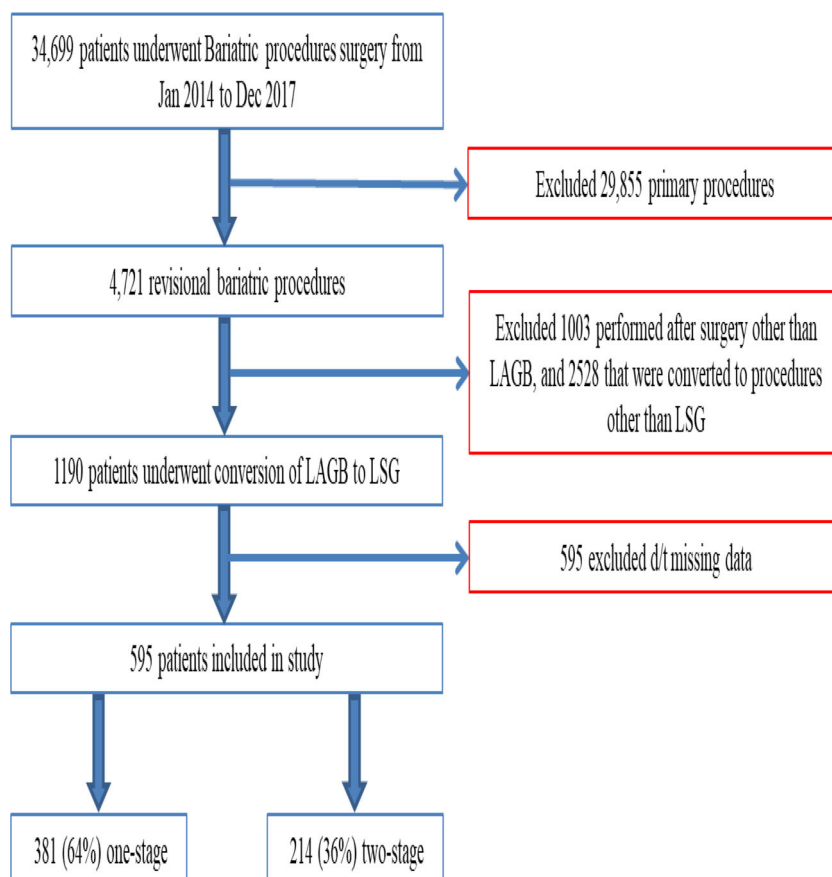 34,699 patients underwent Bariatric procedures surgery from
Jan 2014 to Dec 2017
Excluded 29,855 primary procedures
4,721 revisional bariatric procedures
Excluded 1003 performed after surgery other than
LAGB, and 2528 that were converted to procedures
other than LSG
1190 patients underwent conversion of LAGB to LSG
595 excluded d/t missing data
595 patients included in study
381 (64%) one-stage
214 (36%) two-stage